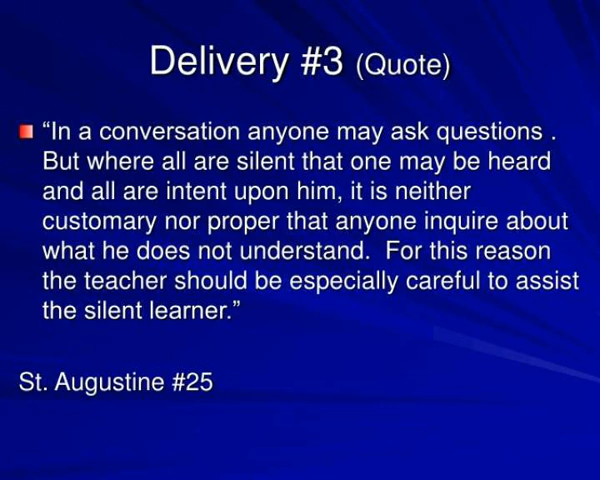 Delivery #3 (Quote)
“In a conversation anyone may ask questions .
But where all are silent that one may be heard
and all are intent upon him, it is neither
customary nor proper that anyone inquire about
what he does not understand.  For this reason
the teacher should be especially careful to assist
the silent learner.”
St. Augustine #25